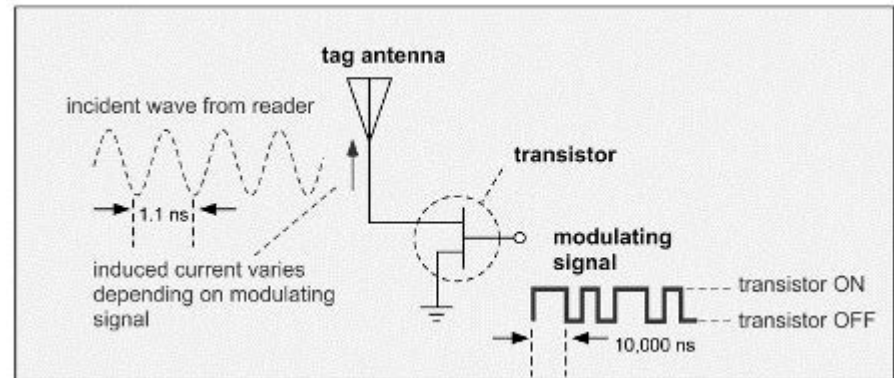 tag antenna
incident wave from reader
transistor
1.1 ns
modulating
signal
induced current varies
depending on modulating
signal
transistor ON
transistor OFF
10,000 ns